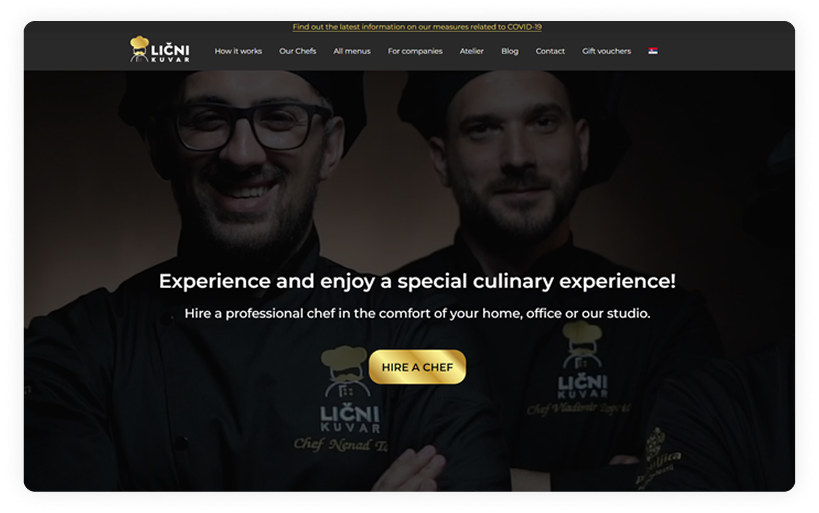 Find out the latest information on our measures related to COVID-19
LIČNI
KUVAR
How it works
Our Chefs
All menus
For companies
Atelier
Blog
Contact
Gift vouchers
Experience and enjoy a special culinary experience!
Hire a professional chef in the comfort of your home, office or our studio.
HIRE A CHEF
LIČNI
KUVAR
Chef Nenad
LIČNI
KUVAR
Chef Vladimir